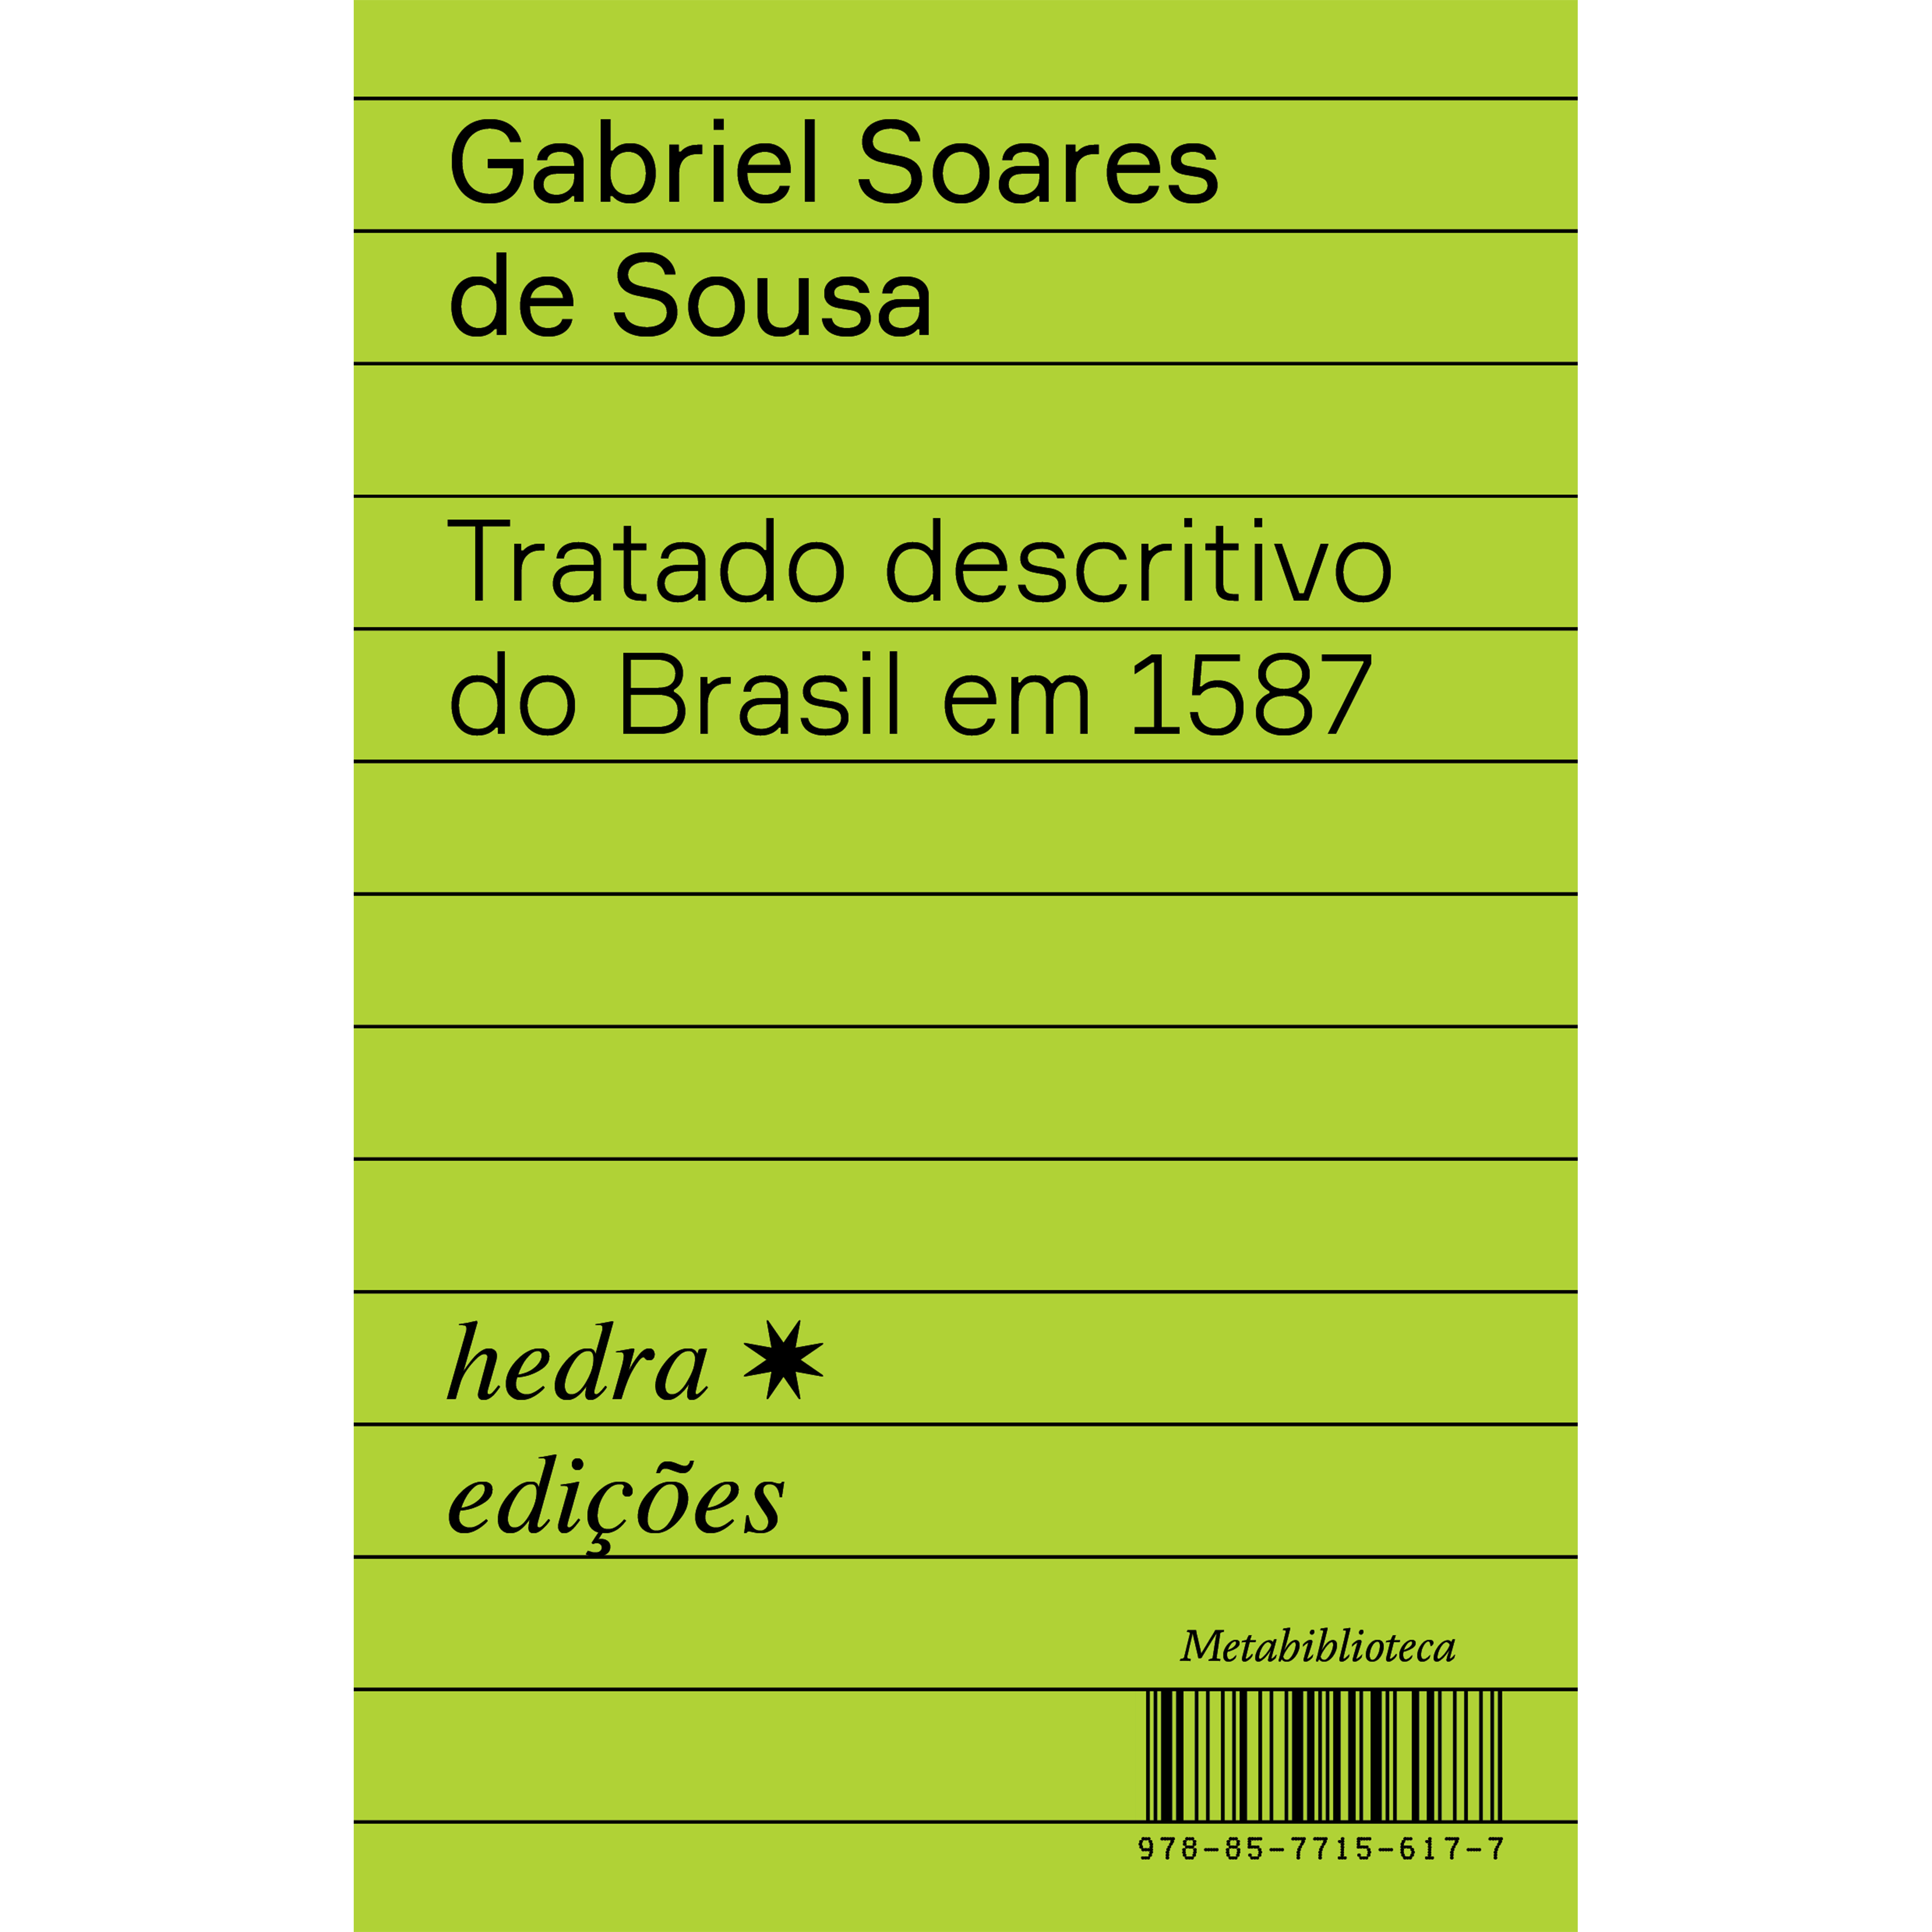 Gabriel Soares
de Sousa
Tratado descritivo
do Brasil em 1587
hedra
edições
Metabiblioteca
978-85-7715-617-7